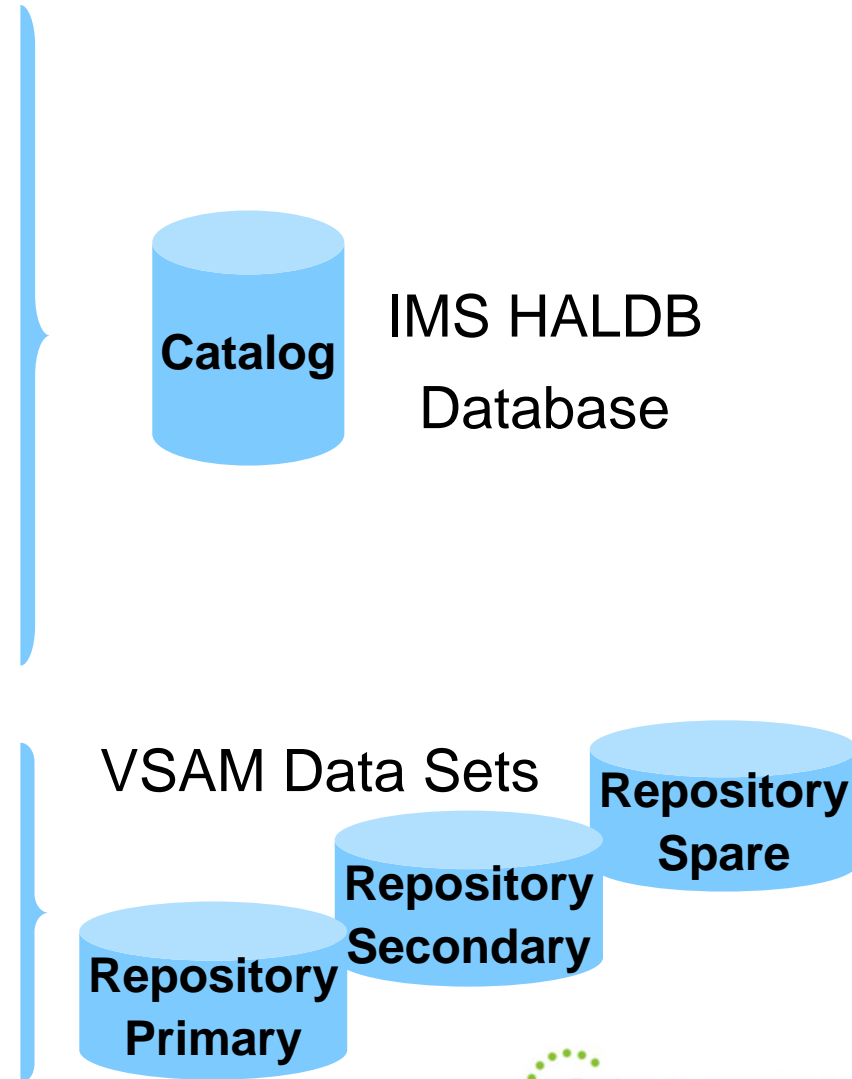 Catalog
IMS HALDB
Database
VSAM Data Sets
Repository
Spare
Repository
Secondary
Repository
Primary